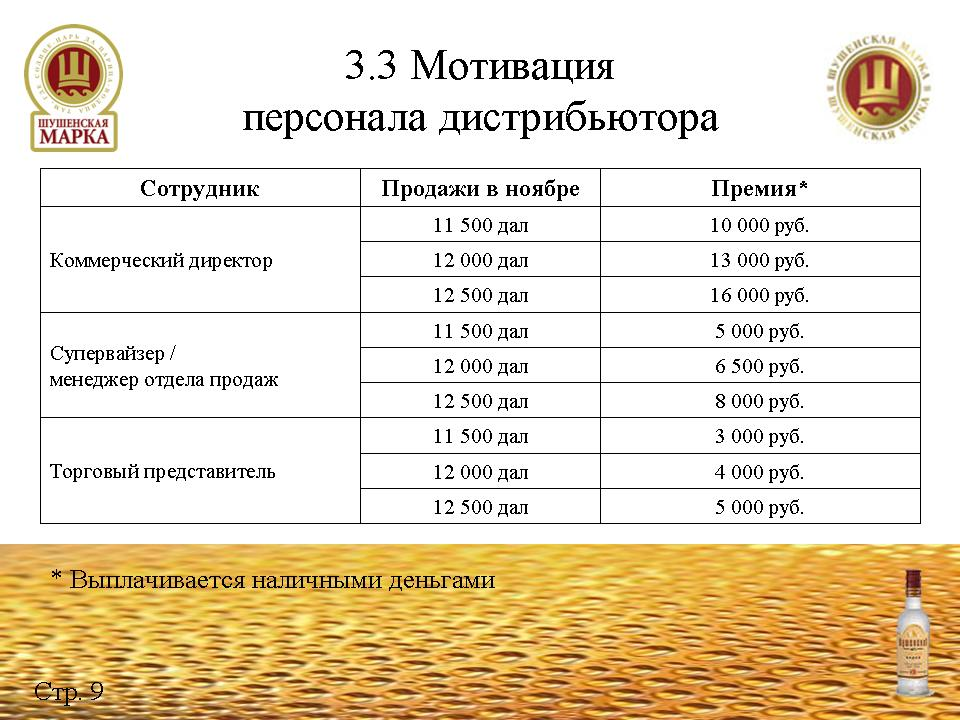 ШУШЕНСКАЯ
МАРКА
ШУШЕНСКАЯ МАРКА
ШУШЕНСКАЯ МАРКА
3.3 Мотивация
персонала дистрибьютора
Сотрудник Продажи в ноябре Премия*
Коммерческий директор
11 500 дал 10 000 руб.
12 000 дал 13 000 руб.
12 500 дал 16 000 руб.
Супервайзер /
менеджер отдела продаж
11 500 дал 5 000 руб.
12 000 дал 6 500 руб.
12 500 дал 8 000 руб.
Торговый представитель
11 500 дал 3 000 руб.
12 000 дал 4 000 руб.
12 500 дал 5 000 руб.
* Выплачивается наличными деньгами
Стр. 9